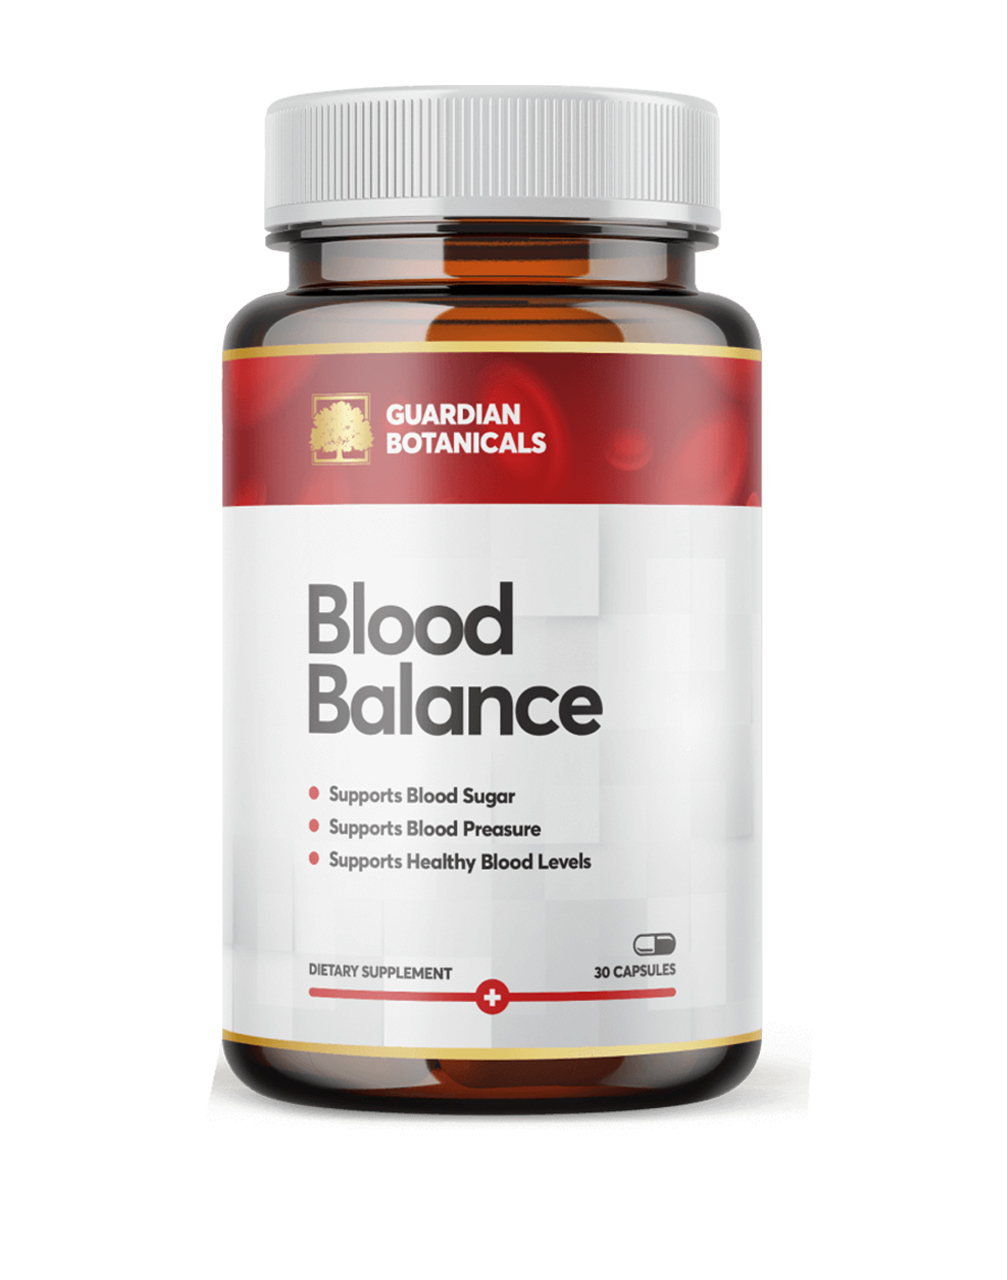 GUARDIAN
BOTANICALS
Blood
Balance
Supports Blood Sugar
Supports Blood Preasure
Supports Healthy Blood Levels
DIETARY SUPPLEMENT
30 CAPSULES